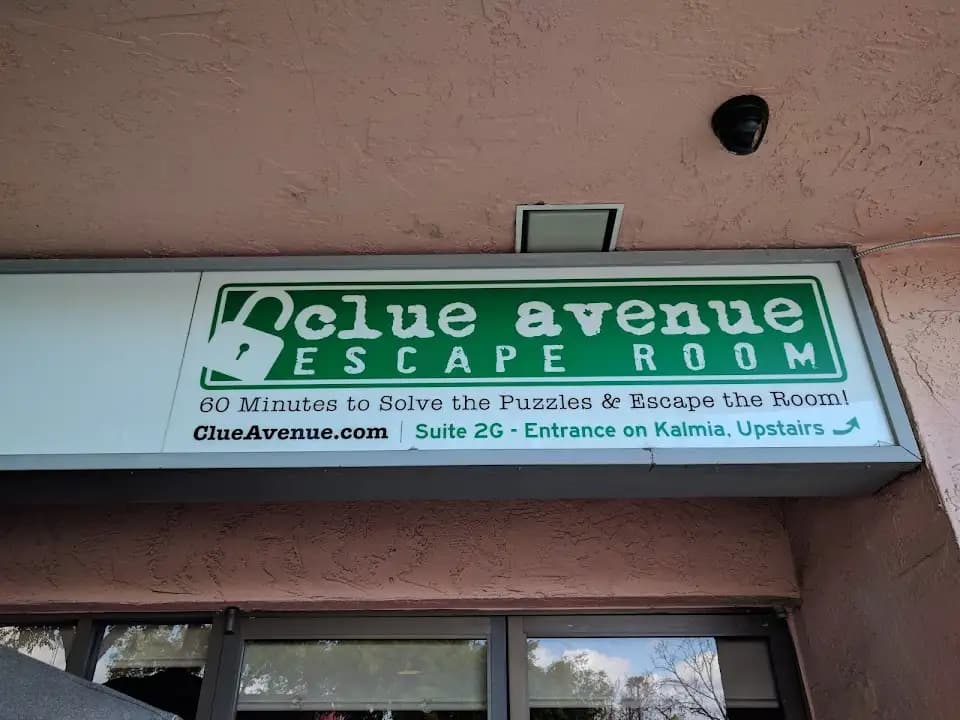 clue avenue
ESCAPE ROOM
60 Minutes to Solve the Puzzles & Escape the Room!
ClueAvenue.com | Suite 2G - Entrance on Kalmia, Upstairs